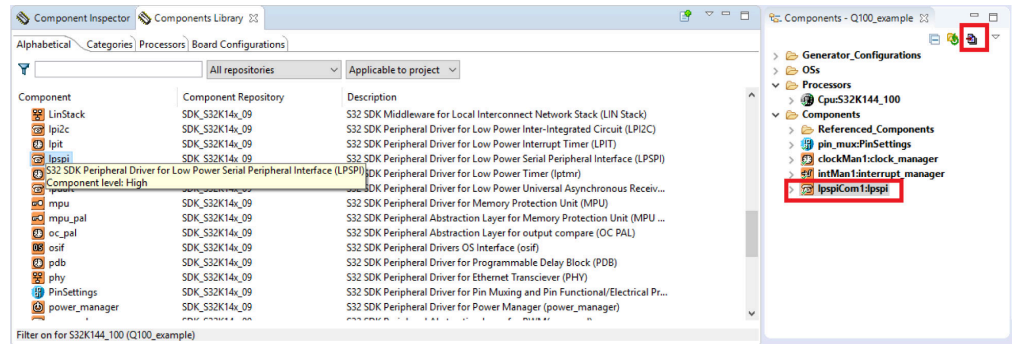 Component Inspector Components Library
Alphabetical Categories Processors Board Configurations
All repositories Applicable to project
Component Component Repository Description
LinStack SDK_S32K14x_09 S32 SDK Middleware for Local Interconnect Network Stack (LIN Stack)
lpi2c SDK_S32K14x_09 S32 SDK Peripheral Driver for Low Power Inter-Integrated Circuit (LPI2C)
lpit SDK_S32K14x_09 S32 SDK Peripheral Driver for Low Power Interrupt Timer (LPIT)
lpspi SDK_S32K14x_09 S32 SDK Peripheral Driver for Low Power Serial Peripheral Interface (LPSPI)
S32 SDK Peripheral Driver for Low Power Serial Peripheral Interface (LPSPI)
SDK Peripheral Driver for Low Power Timer (lptmr)
Component level: High
SDK Peripheral Driver for Low Power Universal Asynchronous Receiv...
mpu SDK_S32K14x_09 S32 SDK Peripheral Driver for Memory Protection Unit (MPU)
mpu_pal SDK_S32K14x_09 S32 SDK Peripheral Abstraction Layer for Memory Protection Unit (MPU ...
oc_pal SDK_S32K14x_09 S32 SDK Peripheral Abstraction Layer for output compare (OC PAL)
osif SDK_S32K14x_09 S32 SDK Peripheral Drivers OS Interface (osif)
pdb SDK_S32K14x_09 S32 SDK Peripheral Driver for Programmable Delay Block (PDB)
phy SDK_S32K14x_09 S32 SDK Peripheral Driver for Ethernet Transciever (PHY)
PinSettings SDK_S32K14x_09 S32 SDK Peripheral Driver for Pin Muxing and Pin Functional/Electrical Pr...
power_manager SDK_S32K14x_09 S32 SDK Peripheral Driver for Power Manager (power_manager)
Filter on for S32K144_100 (Q100_example)
Components - Q100_example
Generator_Configurations
OSs
Processors
Cpu:S32K144_100
Components
Referenced_Components
pin_mux:PinSettings
clockMan1:clock_manager
intMan1:interrupt_manager
lpspiCom1:lpspi